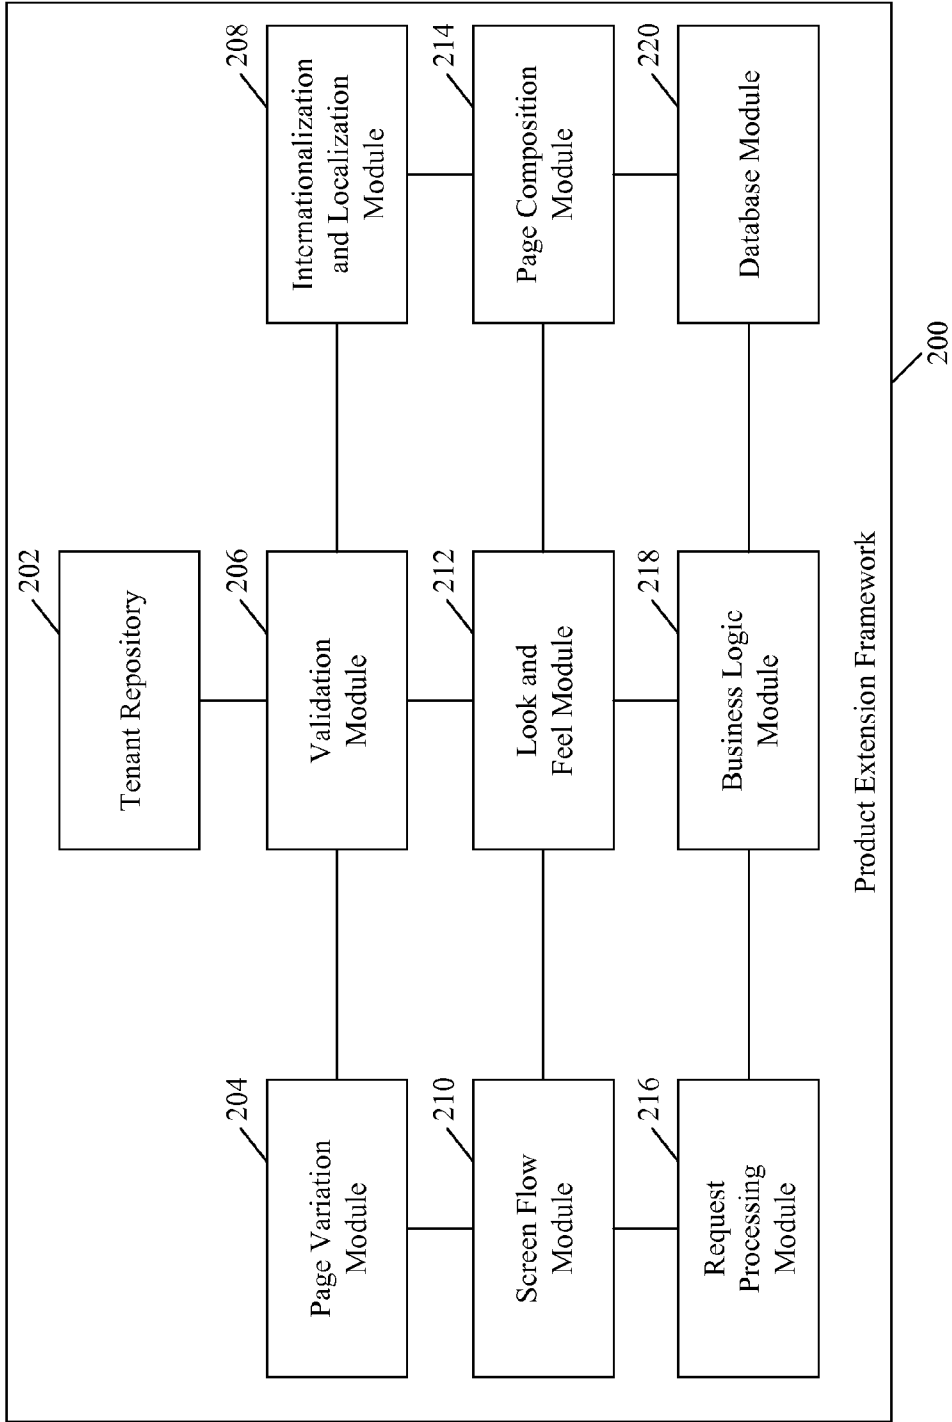 202
Tenant Repository
204
Page Variation
Module
206
Validation
Module
208
Internationalization
and Localization
Module
210
Screen Flow
Module
212
Look and
Feel Module
214
Page Composition
Module
216
Request
Processing
Module
218
Business Logic
Module
220
Database Module
Product Extension Framework
200